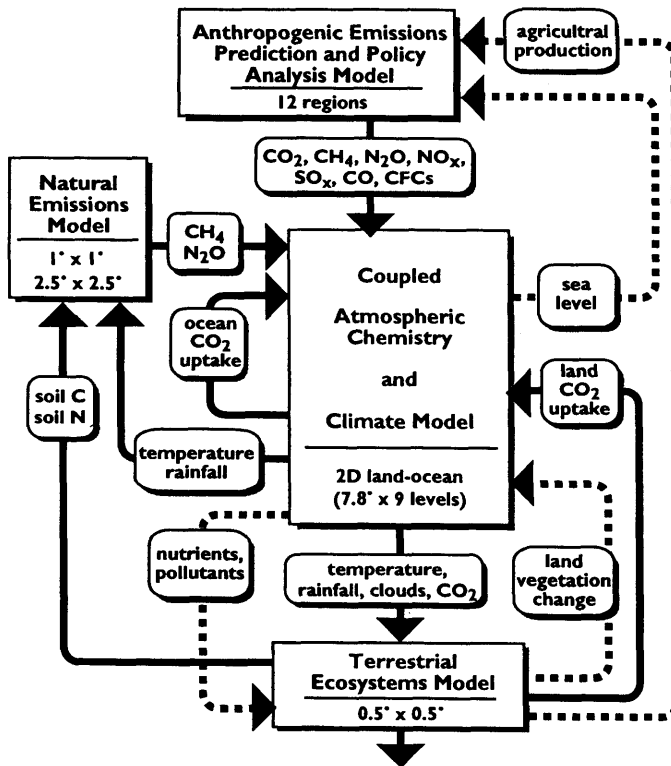 Anthropogenic Emissions
Prediction and Policy
Analysis Model
12 regions
agricultral
production
CO₂, CH₄, N₂O, NOₓ,
SOₓ, CO, CFCs
Natural
Emissions
Model
1° x 1°
2.5° x 2.5°
CH₄
N₂O
Coupled
Atmospheric
Chemistry
and
Climate Model
2D land-ocean
(7.8° x 9 levels)
sea
level
ocean
CO₂
uptake
land
CO₂
uptake
soil C
soil N
temperature
rainfall
nutrients,
pollutants
temperature,
rainfall, clouds, CO₂
land
vegetation
change
Terrestrial
Ecosystems Model
0.5° x 0.5°